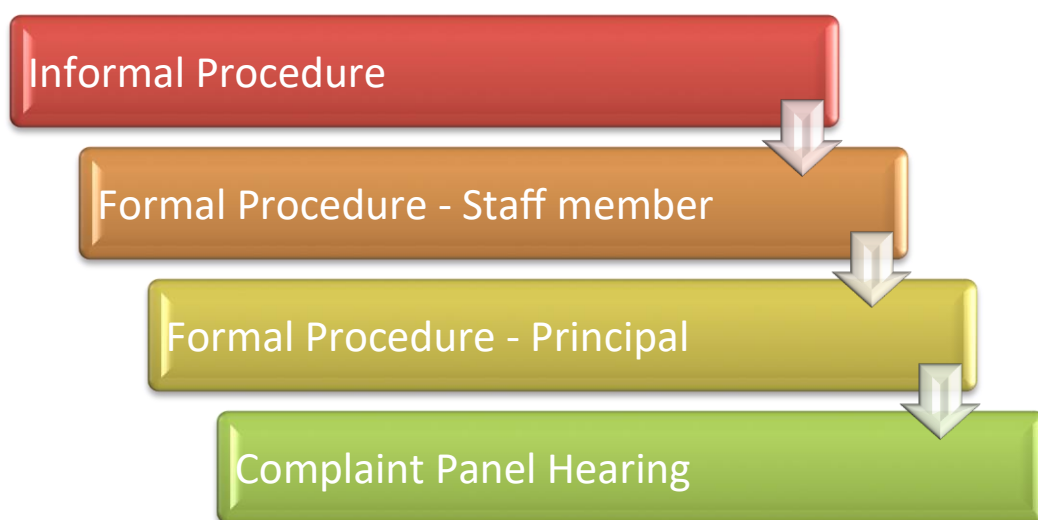 Informal Procedure
Formal Procedure - Staff member
Formal Procedure - Principal
Complaint Panel Hearing